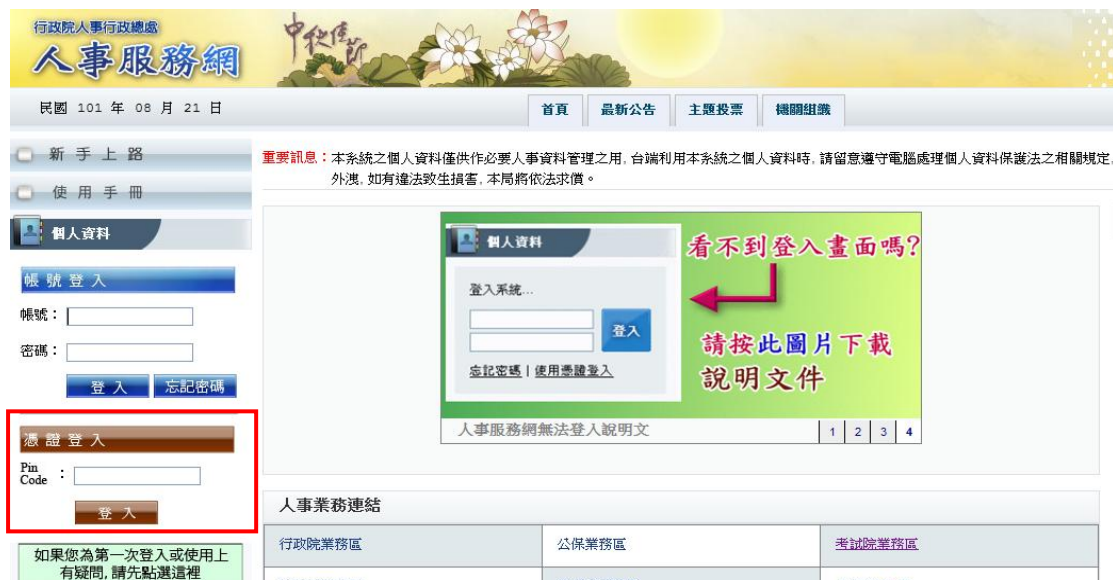 行政院人事行政總處
人事服務網
中秋佳節
民國 101 年 08 月 21 日
首頁 最新公告 主題投票 機關組織
新手上路
使用手冊
個人資料
帳號登入
帳號：
密碼：
登入 忘記密碼
憑證登入
Pin Code ：
登入
如果您為第一次登入或使用上
有疑問,請先點選這裡
重要訊息：本系統之個人資料僅供作必要人事資料管理之用,台端利用本系統之個人資料時,請留意遵守電腦處理個人資料保護法之相關規定,
外洩,如有違法致生損害,本局將依法求償。
個人資料
登入系統...
登入
忘記密碼 | 使用憑證登入
看不到登入畫面嗎?
請按此圖片下載
說明文件
人事服務網無法登入說明文
1 2 3 4
人事業務連結
行政院業務區 公保業務區 考試院業務區